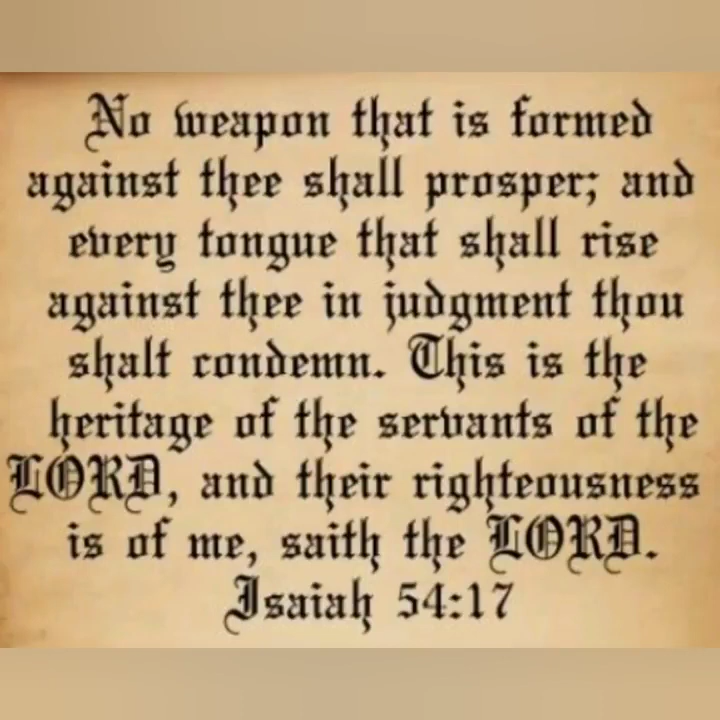 No weapon that is formed
against thee shall prosper; and
every tongue that shall rise
against thee in judgment thou
shalt condemn. This is the
heritage of the servants of the
LORD, and their righteousness
is of me, saith the LORD.
Isaiah 54:17